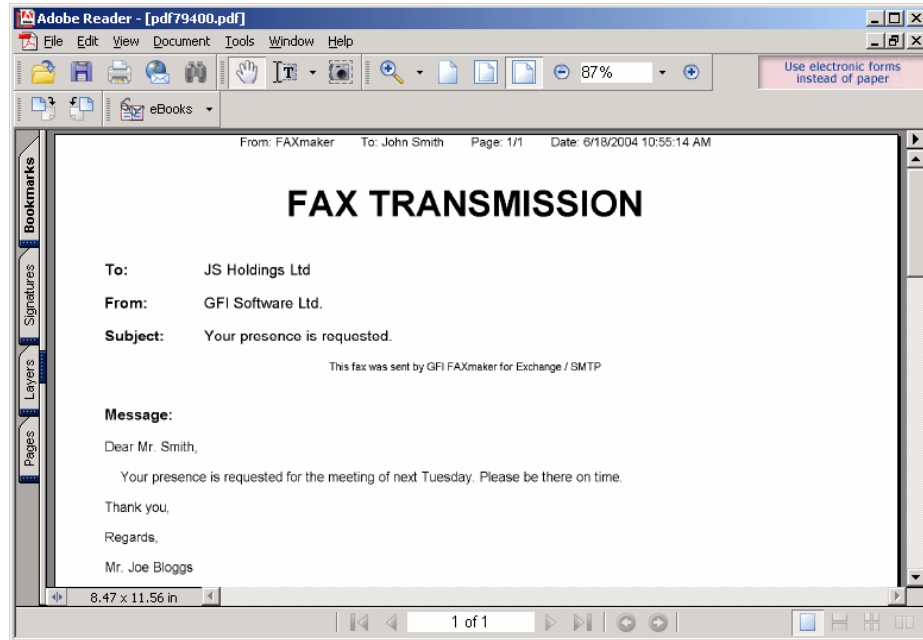 Adobe Reader - [pdf79400.pdf]
File Edit View Document Tools Window Help
87%
Use electronic forms
instead of paper
eBooks
Bookmarks
Signatures
Layers
Pages
From: FAXmaker To: John Smith Page: 1/1 Date: 6/18/2004 10:55:14 AM
FAX TRANSMISSION
To: JS Holdings Ltd
From: GFI Software Ltd.
Subject: Your presence is requested.
This fax was sent by GFI FAXmaker for Exchange / SMTP
Message:
Dear Mr. Smith,
Your presence is requested for the meeting of next Tuesday. Please be there on time.
Thank you,
Regards,
Mr. Joe Bloggs
8.47 x 11.56 in
1 of 1